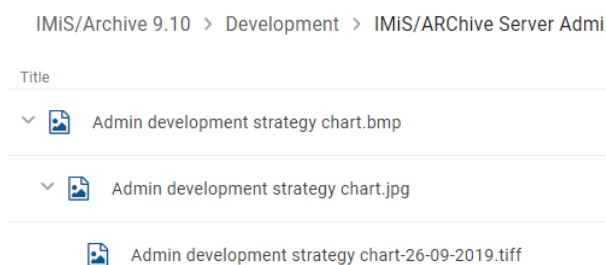 IMiS/Archive 9.10 > Development > IMiS/ARChive Server Admi
Title
Admin development strategy chart.bmp
Admin development strategy chart.jpg
Admin development strategy chart-26-09-2019.tiff